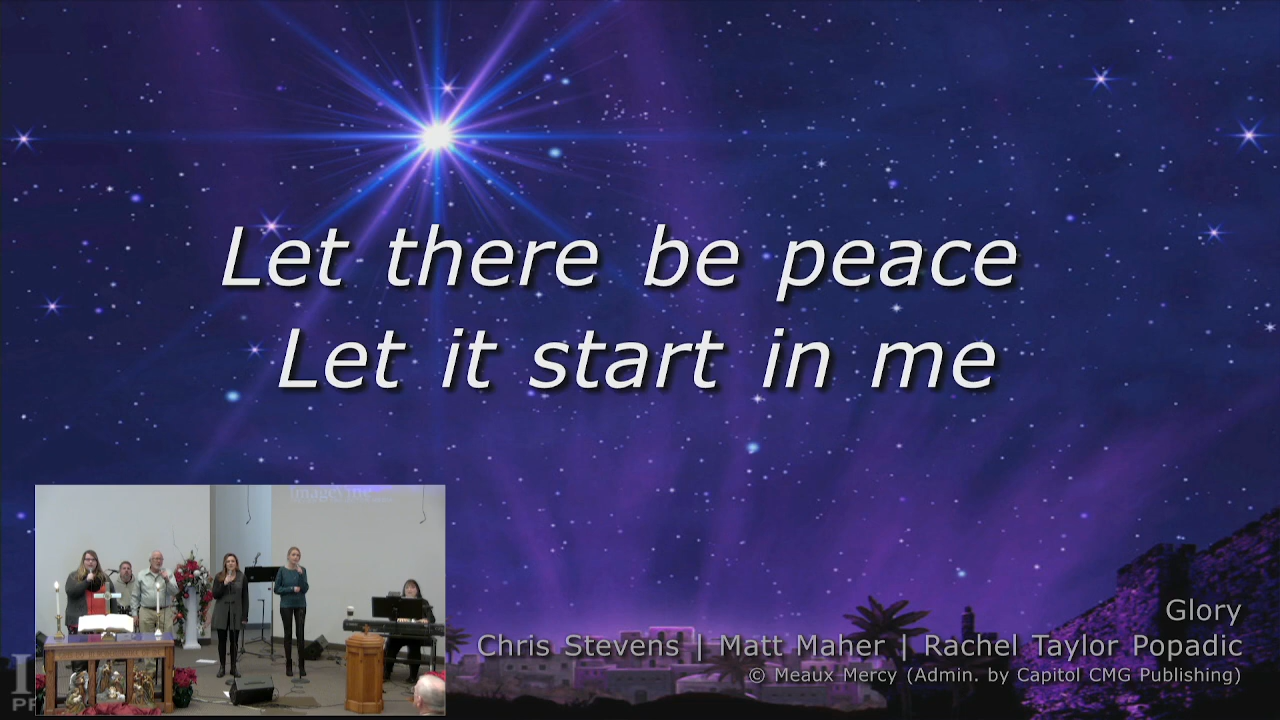 Let there be peace
Let it start in me
Glory
Chris Stevens | Matt Maher | Rachel Taylor Popadic
© Meaux Mercy (Admin. by Capitol CMG Publishing)